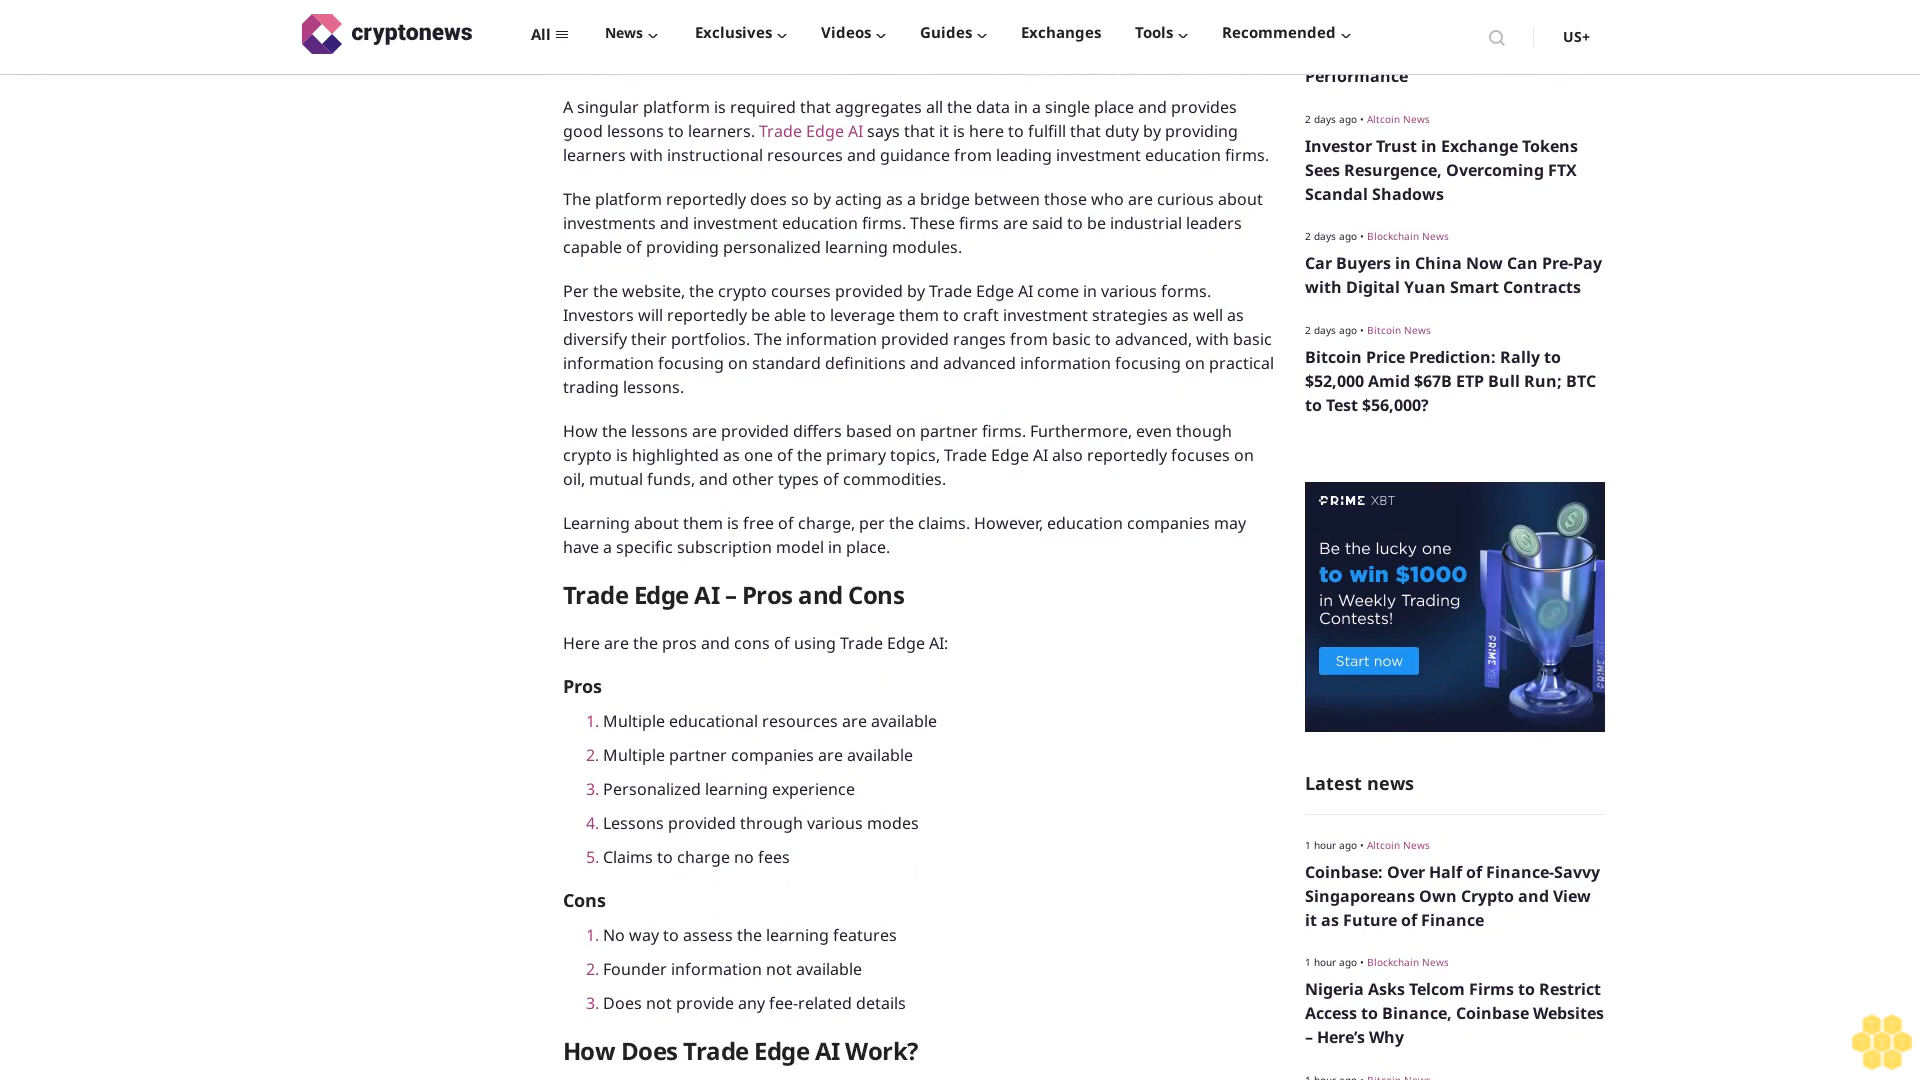 cryptonews
All
News
Exclusives
Videos
Guides
Exchanges
Tools
Recommended
US+
A singular platform is required that aggregates all the data in a single place and provides
good lessons to learners. Trade Edge AI says that it is here to fulfill that duty by providing
learners with instructional resources and guidance from leading investment education firms.
The platform reportedly does so by acting as a bridge between those who are curious about
investments and investment education firms. These firms are said to be industrial leaders
capable of providing personalized learning modules.
Per the website, the crypto courses provided by Trade Edge AI come in various forms.
Investors will reportedly be able to leverage them to craft investment strategies as well as
diversify their portfolios. The information provided ranges from basic to advanced, with basic
information focusing on standard definitions and advanced information focusing on practical
trading lessons.
How the lessons are provided differs based on partner firms. Furthermore, even though
crypto is highlighted as one of the primary topics, Trade Edge AI also reportedly focuses on
oil, mutual funds, and other types of commodities.
Learning about them is free of charge, per the claims. However, education companies may
have a specific subscription model in place.
Trade Edge AI – Pros and Cons
Here are the pros and cons of using Trade Edge AI:
Pros
1. Multiple educational resources are available
2. Multiple partner companies are available
3. Personalized learning experience
4. Lessons provided through various modes
5. Claims to charge no fees
Cons
1. No way to assess the learning features
2. Founder information not available
3. Does not provide any fee-related details
How Does Trade Edge AI Work?
Performance
2 days ago • Altcoin News
Investor Trust in Exchange Tokens
Sees Resurgence, Overcoming FTX
Scandal Shadows
2 days ago • Blockchain News
Car Buyers in China Now Can Pre-Pay
with Digital Yuan Smart Contracts
2 days ago • Bitcoin News
Bitcoin Price Prediction: Rally to
$52,000 Amid $67B ETP Bull Run; BTC
to Test $56,000?
PRIME XBT
Be the lucky one
to win $1000
in Weekly Trading
Contests!
Start now
PRIME XBT
PRIME
Latest news
1 hour ago • Altcoin News
Coinbase: Over Half of Finance-Savvy
Singaporeans Own Crypto and View
it as Future of Finance
1 hour ago • Blockchain News
Nigeria Asks Telcom Firms to Restrict
Access to Binance, Coinbase Websites
– Here’s Why
1 hour ago • Bitcoin News